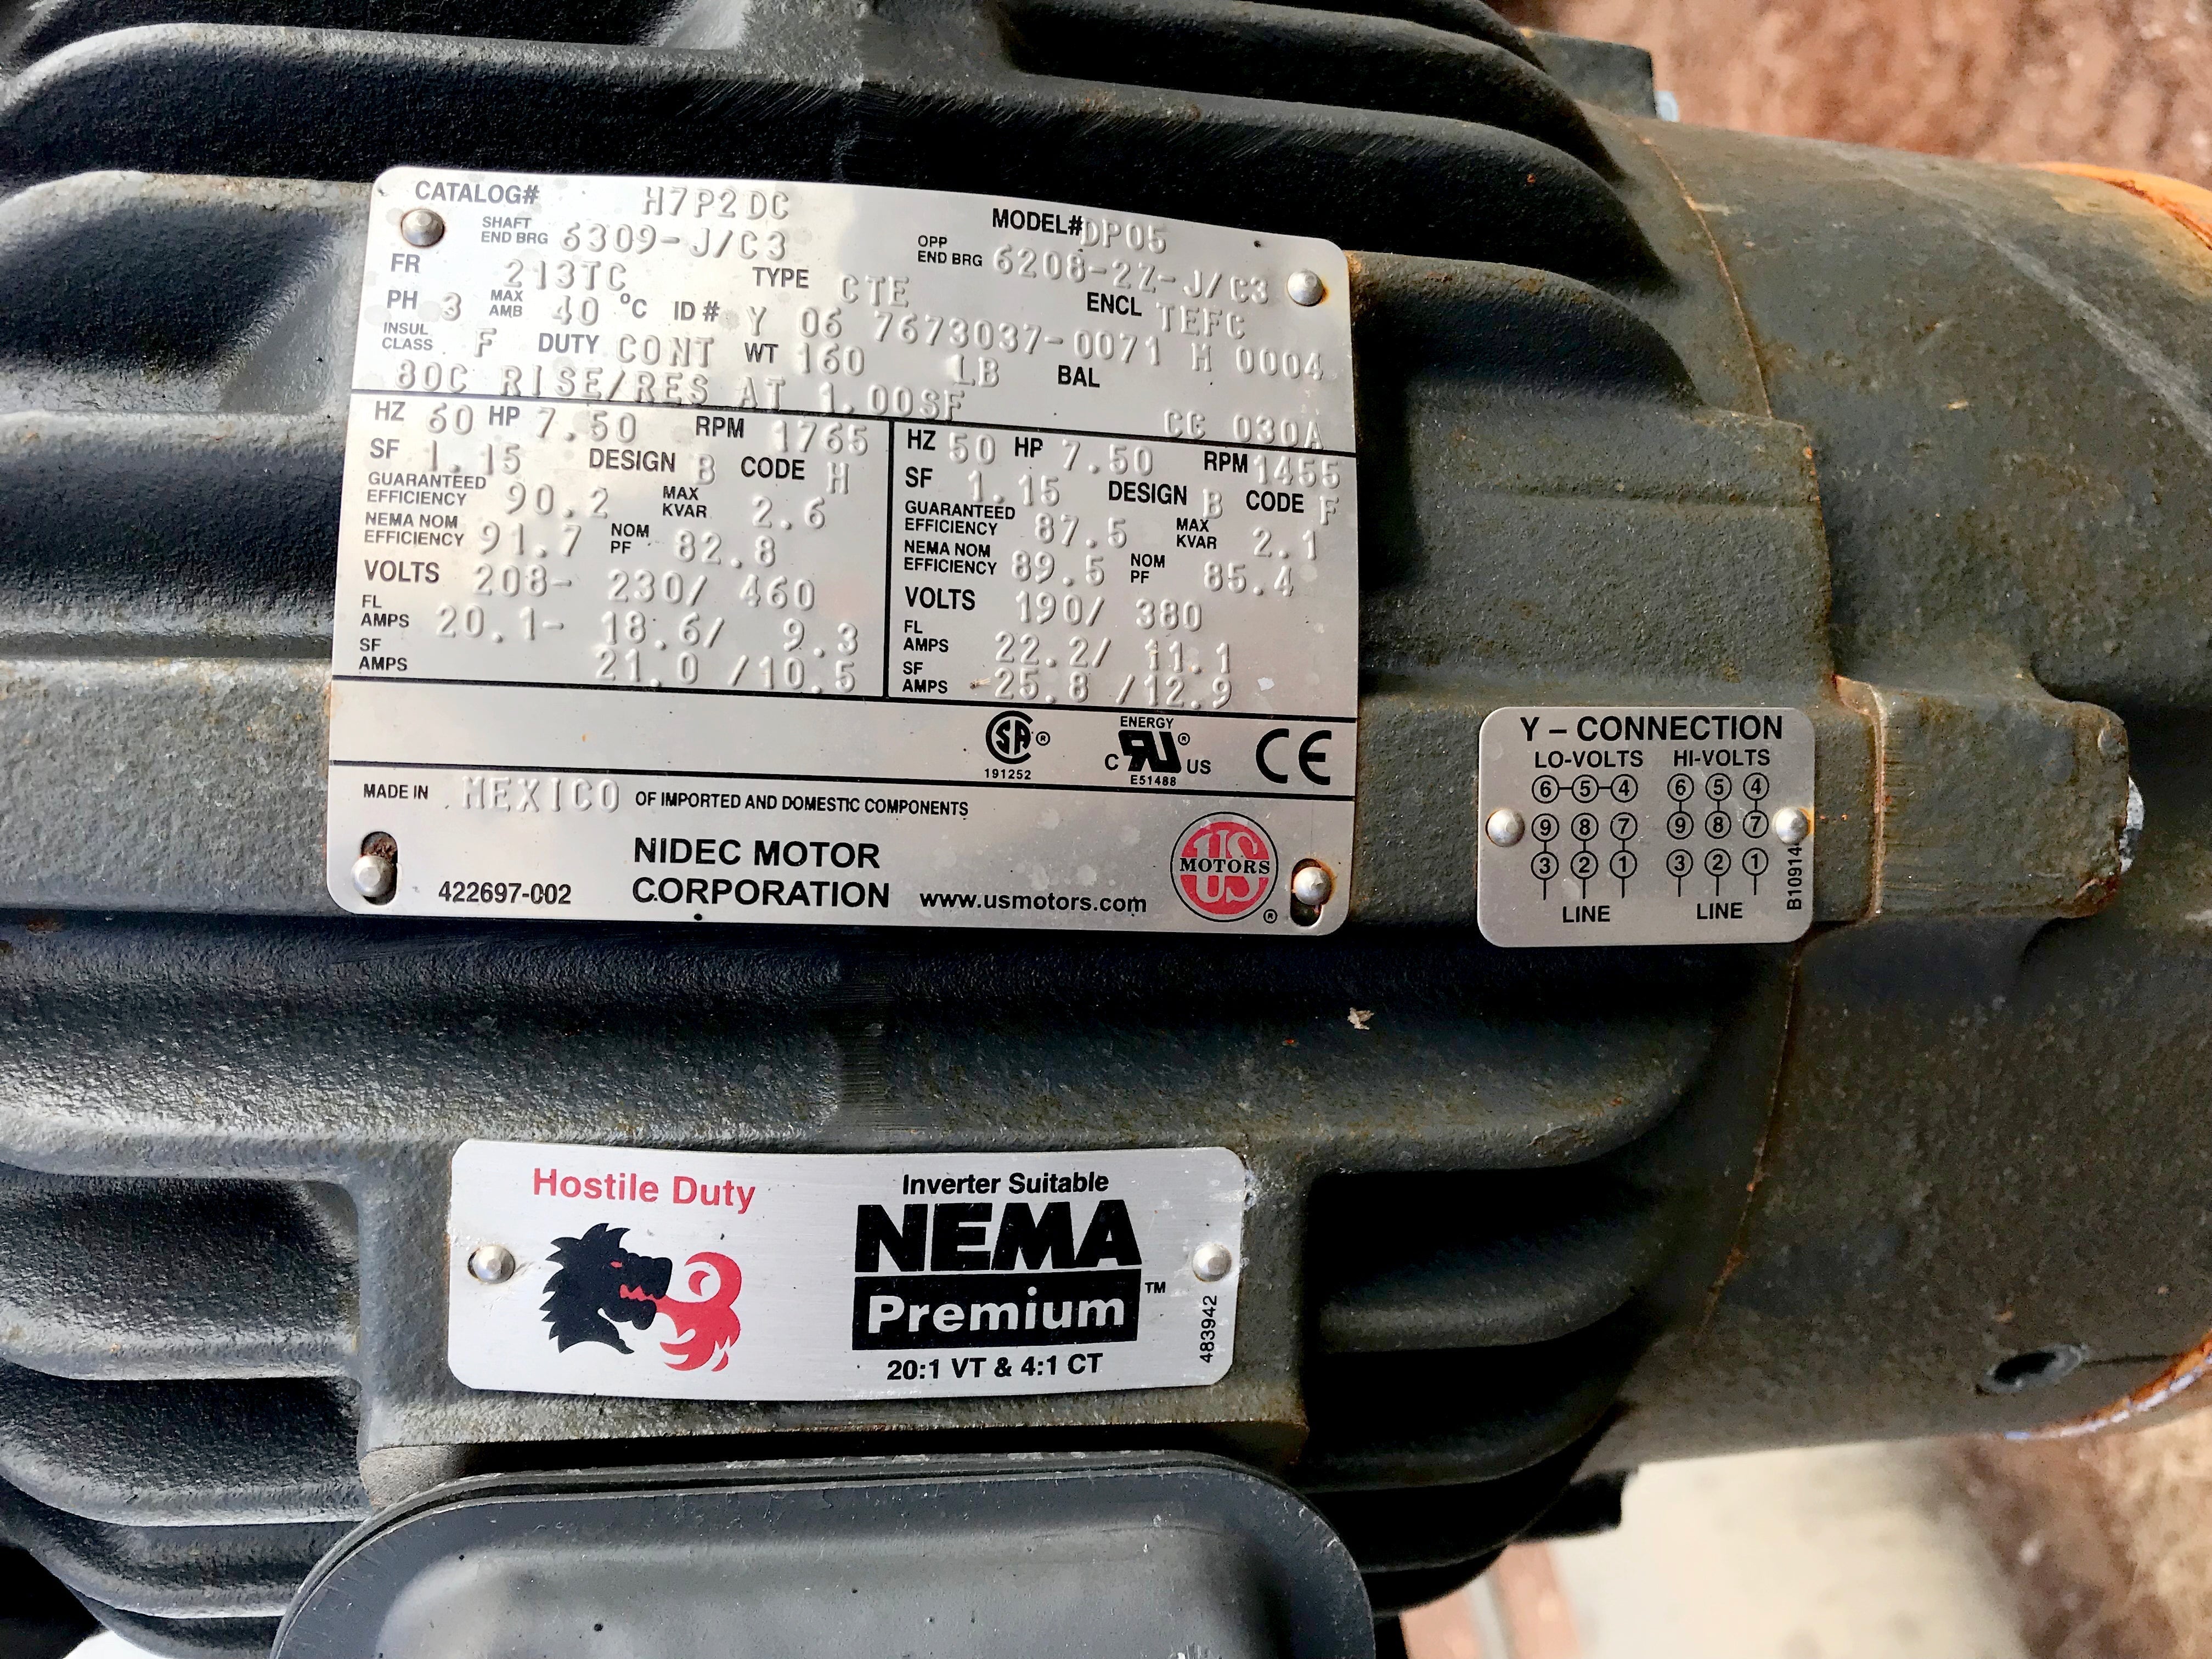 CATALOG# H7P2DC MODEL# DP05
SHAFT END BRG 6309-J/C3 OPP END BRG 6208-2Z-J/C3
FR 213TC TYPE CTE ENCL TEFC
PH 3 MAX AMB 40 °C ID# Y 06 7673037-0071 M 0004
INSUL CLASS F DUTY CONT WT 160 LB BAL
80C RISE/RES AT 1.00SF CG 030A
HZ 60 HP 7.50 RPM 1765
SF 1.15 DESIGN B CODE H
GUARANTEED EFFICIENCY 90.2 MAX KVAR 2.6
NEMA NOM EFFICIENCY 91.7 NOM PF 82.8
VOLTS 208- 230/ 460
FL AMPS 20.1- 18.6/ 9.3
SF AMPS 21.0 /10.5
HZ 50 HP 7.50 RPM 1455
SF 1.15 DESIGN B CODE F
GUARANTEED EFFICIENCY 87.5 MAX KVAR 2.1
NEMA NOM EFFICIENCY 89.5 NOM PF 85.4
VOLTS 190/ 380
FL AMPS 22.2/ 11.1
SF AMPS 25.8 /12.9
SA ® ENERGY
191252 C RU ® US CE
E51488
MADE IN MEXICO OF IMPORTED AND DOMESTIC COMPONENTS
NIDEC MOTOR
CORPORATION
422697-002 www.usmotors.com
US MOTORS ®
Y – CONNECTION
LO-VOLTS HI-VOLTS
6 5 4 6 5 4
9 8 7 9 8 7
3 2 1 3 2 1
LINE LINE
B10914
Hostile Duty
Inverter Suitable
NEMA
Premium ™
20:1 VT & 4:1 CT
483942